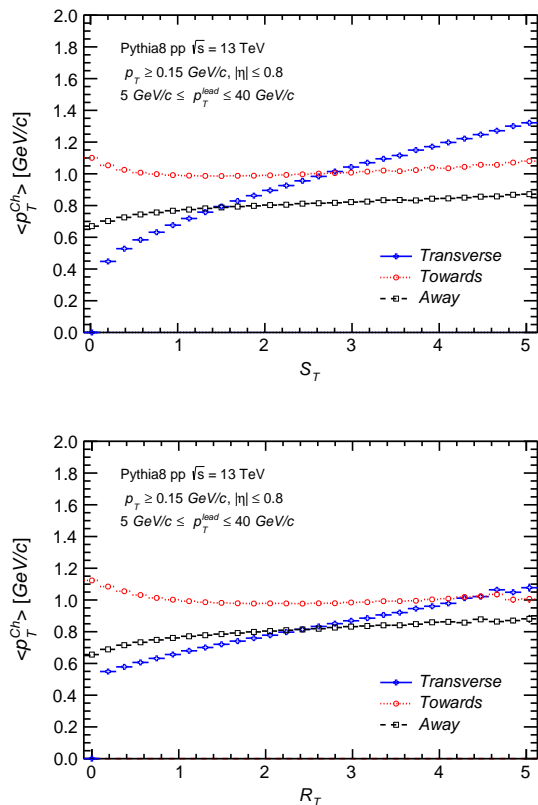 2.0
1.8
1.6
1.4
1.2
1.0
0.8
0.6
0.4
0.2
0.0
<p_T^Ch> [GeV/c]
Pythia8 pp √s = 13 TeV
p_T ≥ 0.15 GeV/c, |η| ≤ 0.8
5 GeV/c ≤ p_T^lead ≤ 40 GeV/c
Transverse
Towards
Away
0 1 2 3 4 5
S_T
2.0
1.8
1.6
1.4
1.2
1.0
0.8
0.6
0.4
0.2
0.0
<p_T^Ch> [GeV/c]
Pythia8 pp √s = 13 TeV
p_T ≥ 0.15 GeV/c, |η| ≤ 0.8
5 GeV/c ≤ p_T^lead ≤ 40 GeV/c
Transverse
Towards
Away
0 1 2 3 4 5
R_T